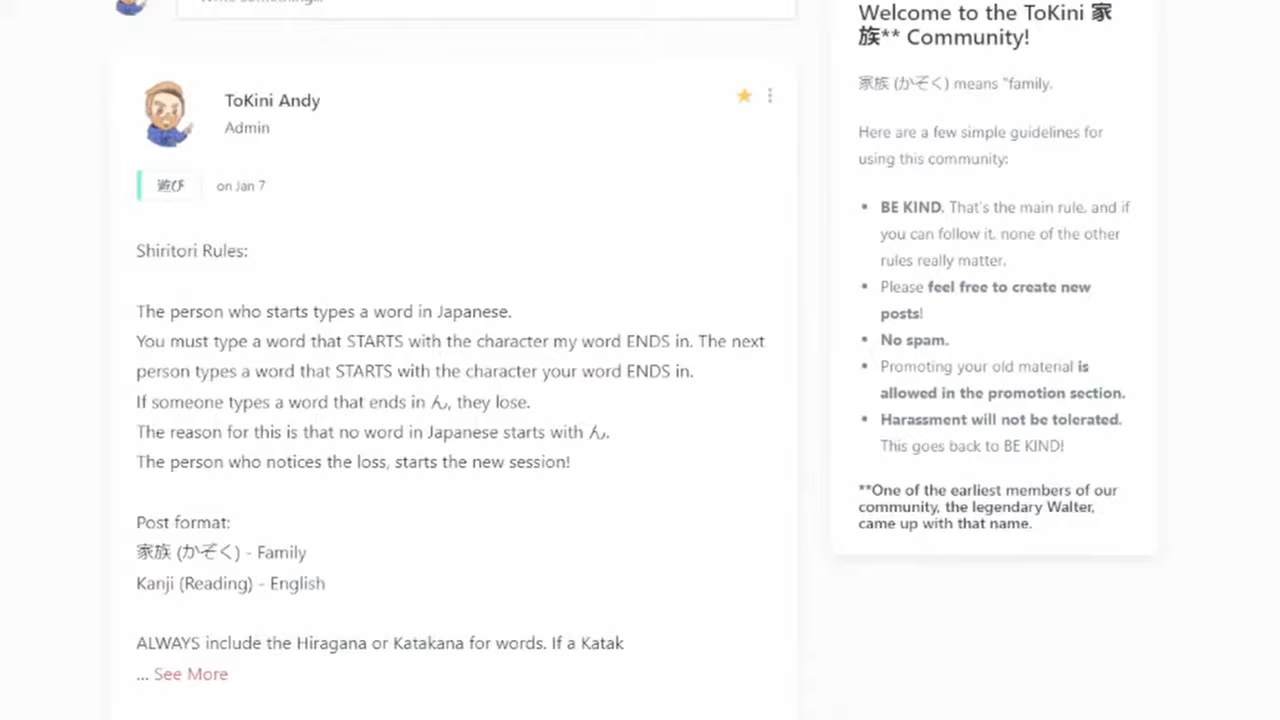 Write something...
ToKini Andy
Admin
遊び
on Jan 7
Shiritori Rules:
The person who starts types a word in Japanese.
You must type a word that STARTS with the character my word ENDS in. The next
person types a word that STARTS with the character your word ENDS in.
If someone types a word that ends in ん, they lose.
The reason for this is that no word in Japanese starts with ん.
The person who notices the loss, starts the new session!
Post format:
家族 (かぞく) - Family
Kanji (Reading) - English
ALWAYS include the Hiragana or Katakana for words. If a Katak
... See More
Welcome to the ToKini 家
族** Community!
家族 (かぞく) means "family.
Here are a few simple guidelines for
using this community:
• BE KIND. That's the main rule, and if
you can follow it, none of the other
rules really matter.
• Please feel free to create new
posts!
• No spam.
• Promoting your old material is
allowed in the promotion section.
• Harassment will not be tolerated.
This goes back to BE KIND!
**One of the earliest members of our
community, the legendary Walter,
came up with that name.